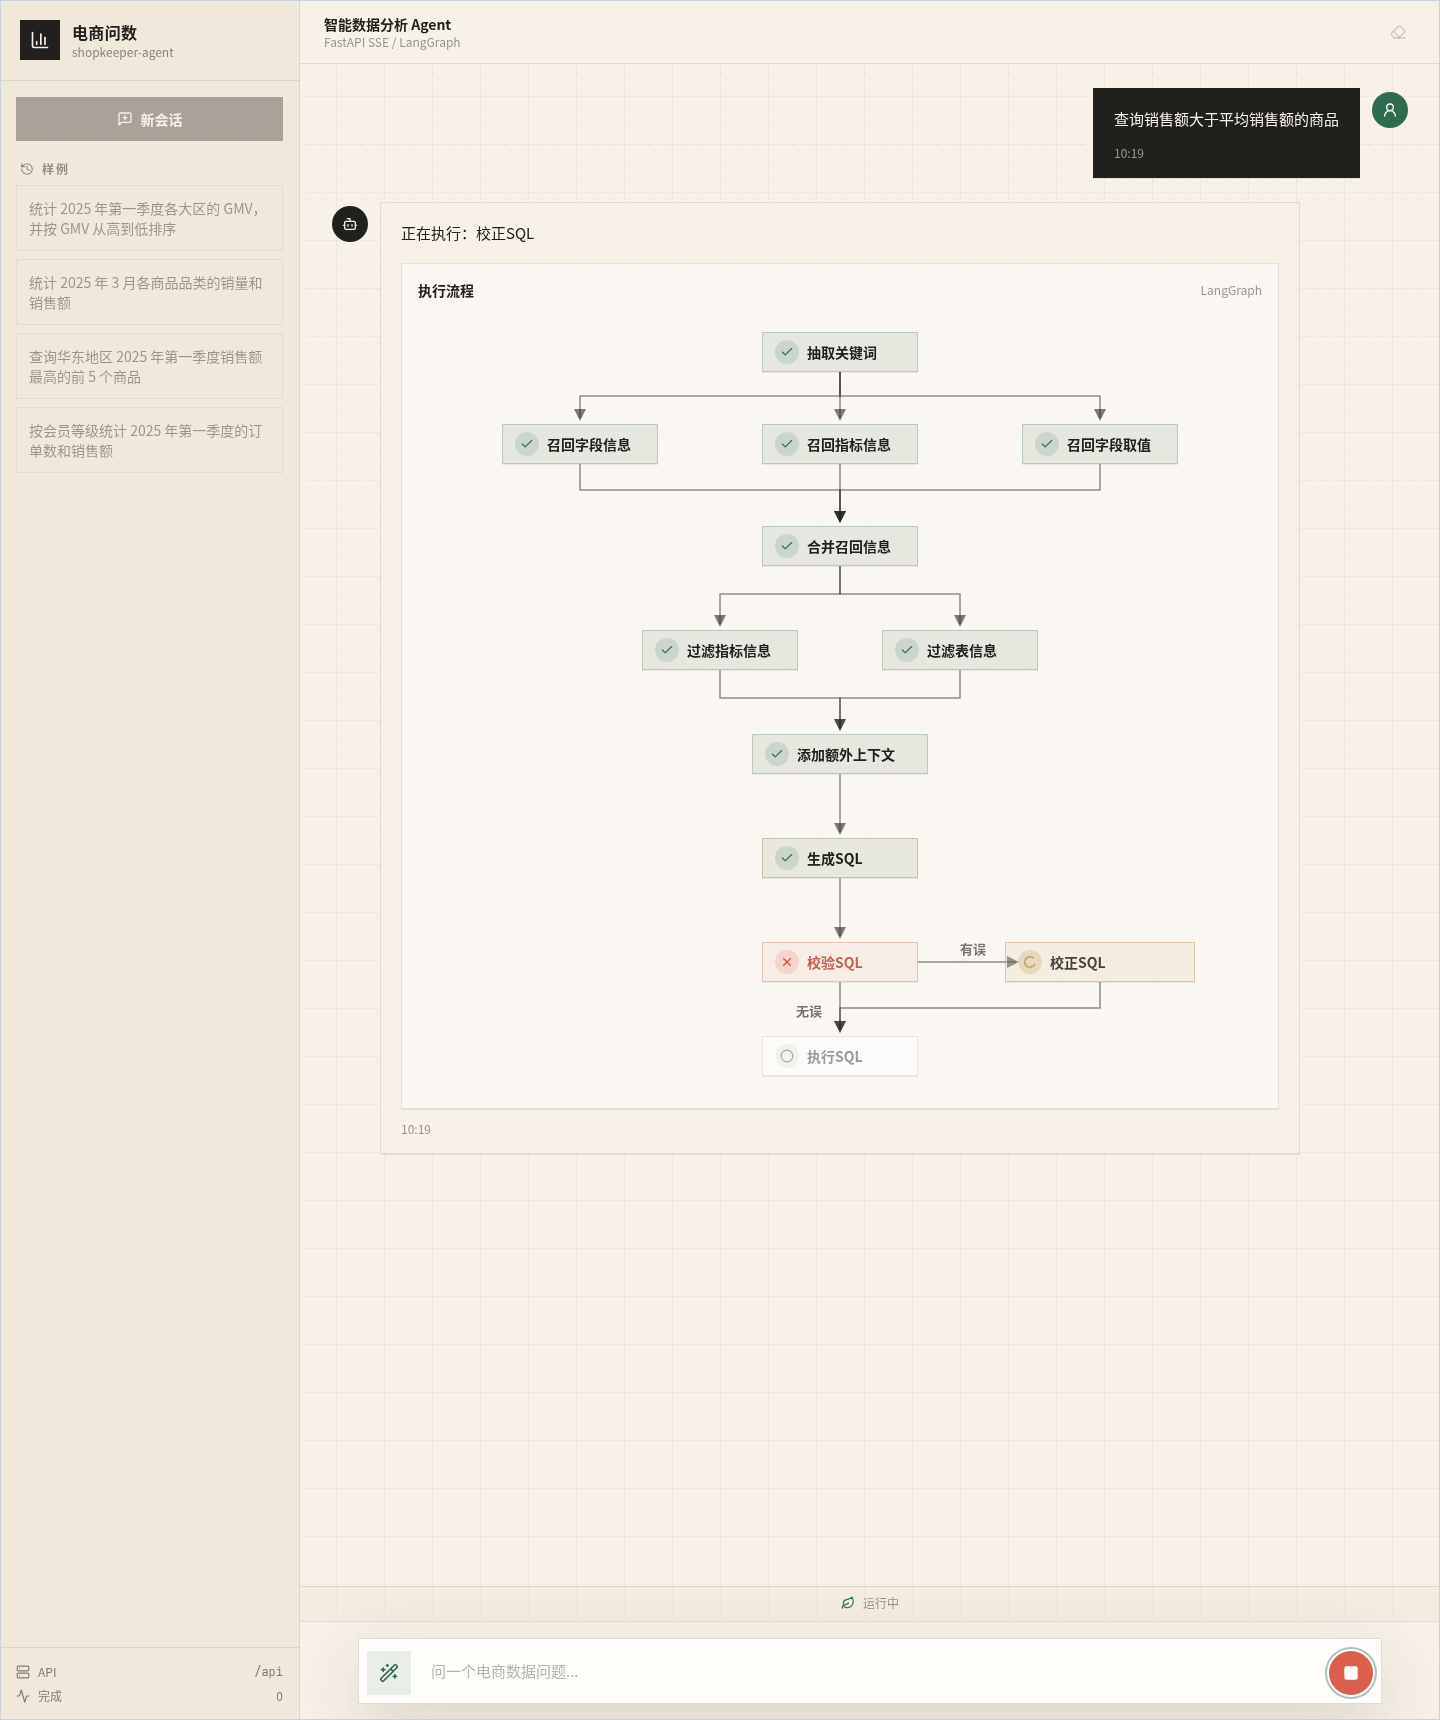 电商问数
shopkeeper-agent
新会话
样例
统计 2025 年第一季度各大区的 GMV,
并按 GMV 从高到低排序
统计 2025 年 3 月各商品品类的销量和
销售额
查询华东地区 2025 年第一季度销售额
最高的前 5 个商品
按会员等级统计 2025 年第一季度的订
单数和销售额
API /api
完成 0
智能数据分析 Agent
FastAPI SSE / LangGraph
查询销售额大于平均销售额的商品
10:19
正在执行：校正SQL
执行流程 LangGraph
抽取关键词
召回字段信息 召回指标信息 召回字段取值
合并召回信息
过滤指标信息 过滤表信息
添加额外上下文
生成SQL
有误
校验SQL 校正SQL
无误
执行SQL
10:19
运行中
问一个电商数据问题...